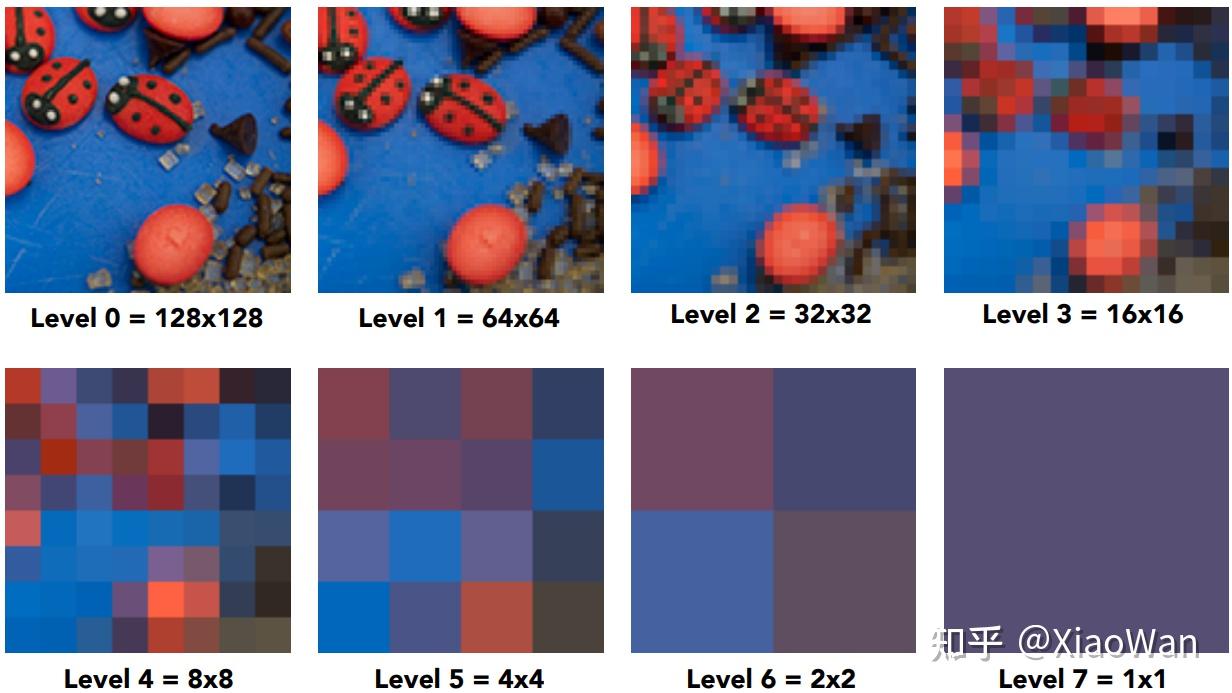 Level 0 = 128x128
Level 1 = 64x64
Level 2 = 32x32
Level 3 = 16x16
Level 4 = 8x8
Level 5 = 4x4
Level 6 = 2x2
Level 7 = 1x1
知乎 @XiaoWan